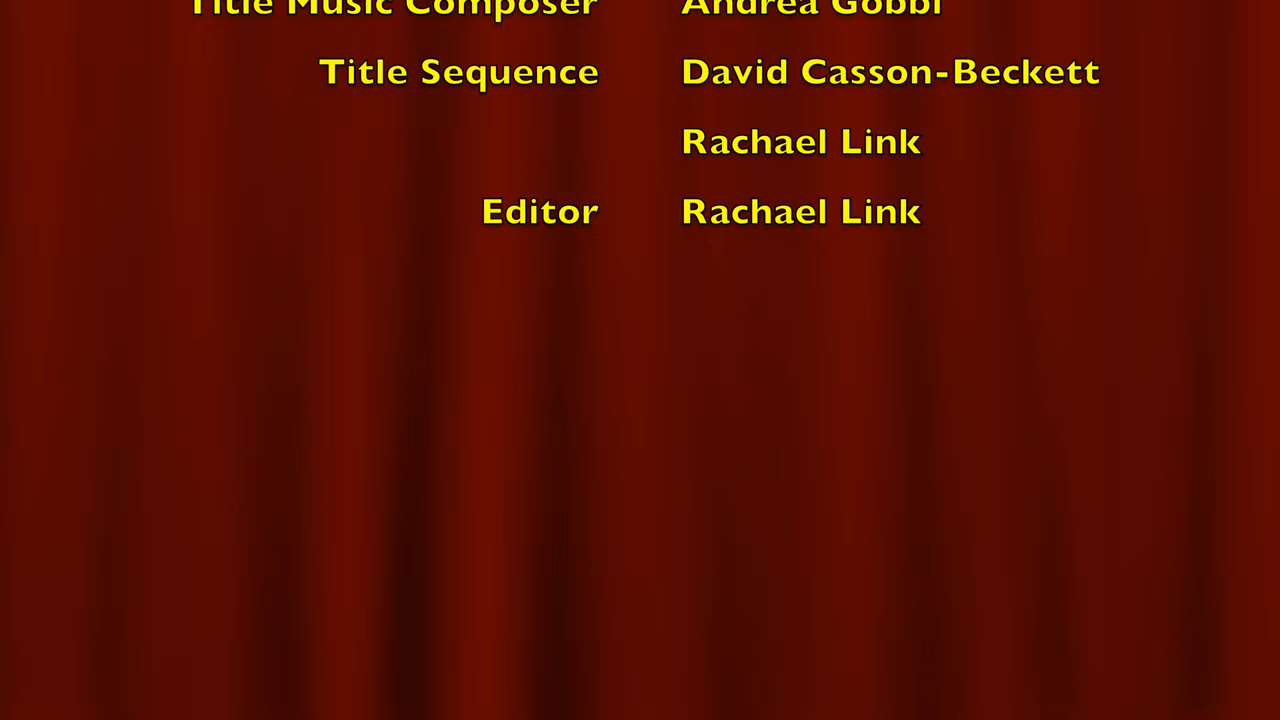 Title Music Composer Andrea Gobbi
Title Sequence David Casson-Beckett
Rachael Link
Editor Rachael Link